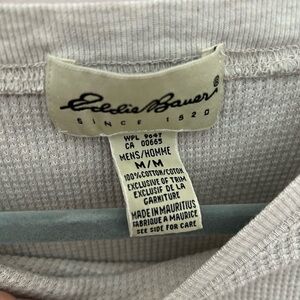 Eddie Bauer ®
SINCE 1920
WPL 9647
CA 00665
MENS/HOMME
M/M
100%COTTON/COTON
EXCLUSIVE OF TRIM
EXCLUSIF DE LA
GARNITURE
MADE IN MAURITIUS
FABRIQUE A MAURICE
SEE SIDE FOR CARE